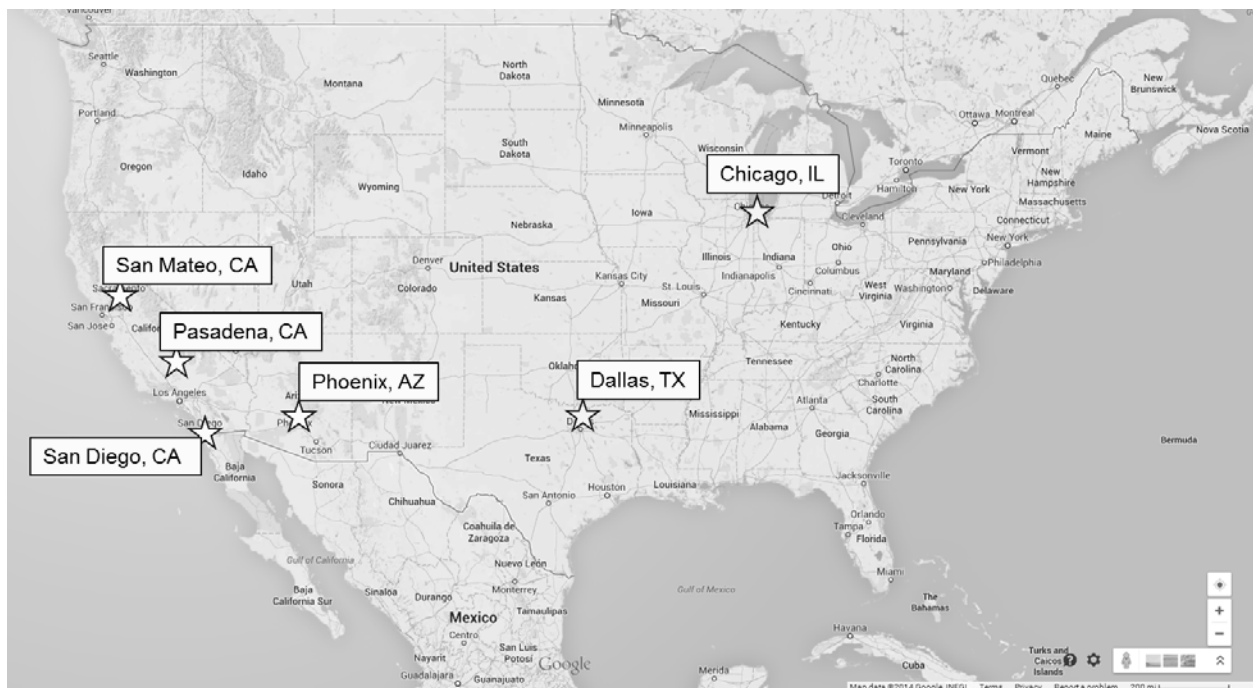 Vancouver
Seattle
Washington
Montana
North
Dakota
Minnesota
Quebec
New
Brunswick
Portland
Minneapolis
Ottawa
Montreal
Maine
Nova Scotia
Oregon
Idaho
South
Dakota
Wisconsin
Toronto
Vermont
Wyoming
Chicago, IL
Detroit
Hamilton
New York
New
Hampshire
Massachusetts
Iowa
Cleveland
Connecticut
Nebraska
New York
San Mateo, CA
Sacramento
Denver
United States
Illinois
Indiana
Ohio
Pennsylvania
Philadelphia
Utah
Colorado
Kansas City
Indianapolis
Columbus
Maryland
San Francisco
Kansas
St. Louis
Missouri
Cincinnati
West
Virginia
Washington
Delaware
San Jose
Pasadena, CA
Kentucky
Virginia
Phoenix, AZ
Dallas, TX
Tennessee
North
Carolina
Charlotte
Los Angeles
Atlanta
South
Carolina
San Diego
San Diego, CA
Tucson
Ciudad Juarez
Mississippi
Alabama
Georgia
Bermuda
Baja
California
Sonora
Chihuahua
Texas
San Antonio
Houston
Louisiana
Jacksonville
Coahuila de
Zaragoza
Orlando
Tampa
Florida
Gulf of California
Nuevo León
Monterrey
Gulf of Mexico
Miami
Baja
California Sur
Sinaloa
Durango
Tamaulipas
The
Bahamas
Mexico
Centro
Havana
Nayarit
San Luis
Potosí
Google
Guadalajara
Guanajuato
Merida
Cuba
Turks and
Caicos
Islands
Map data ©2014 Google, INEGI Terms Privacy Report a problem 200 mi